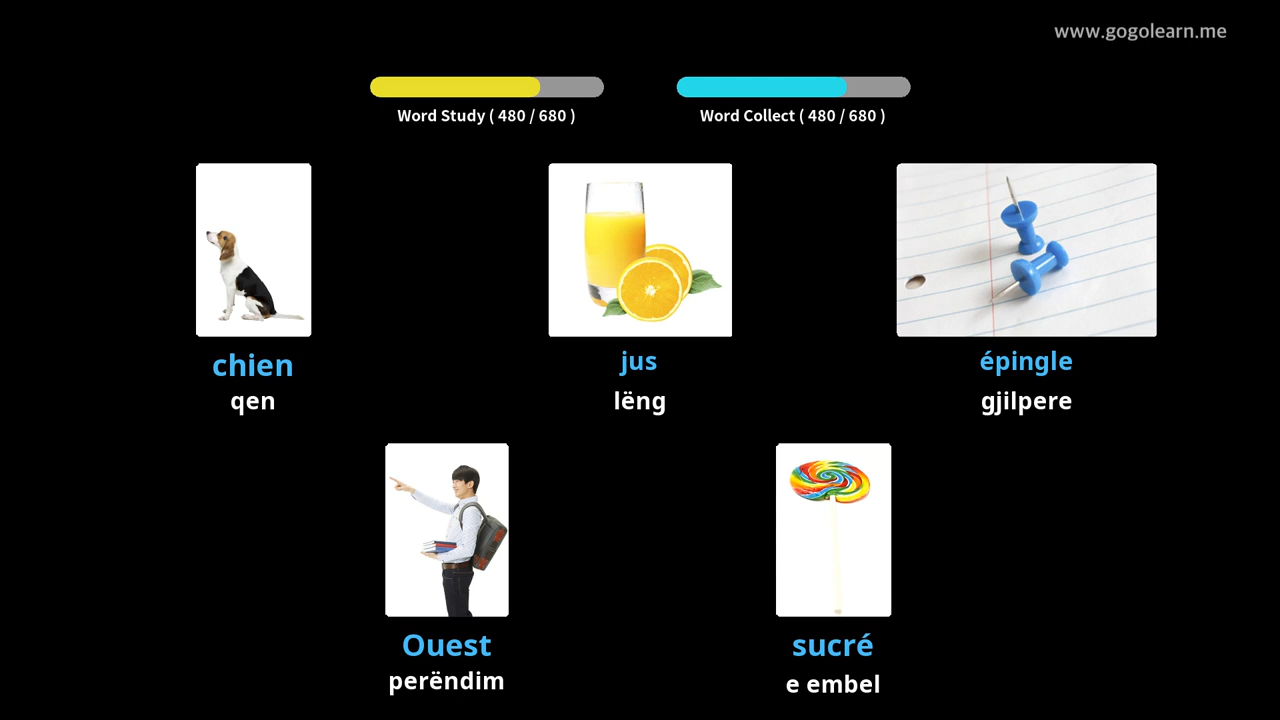 www.gogolearn.me
Word Study ( 480 / 680 )
Word Collect ( 480 / 680 )
chien
qen
jus
lëng
épingle
gjilpere
Ouest
perëndim
sucré
e embel